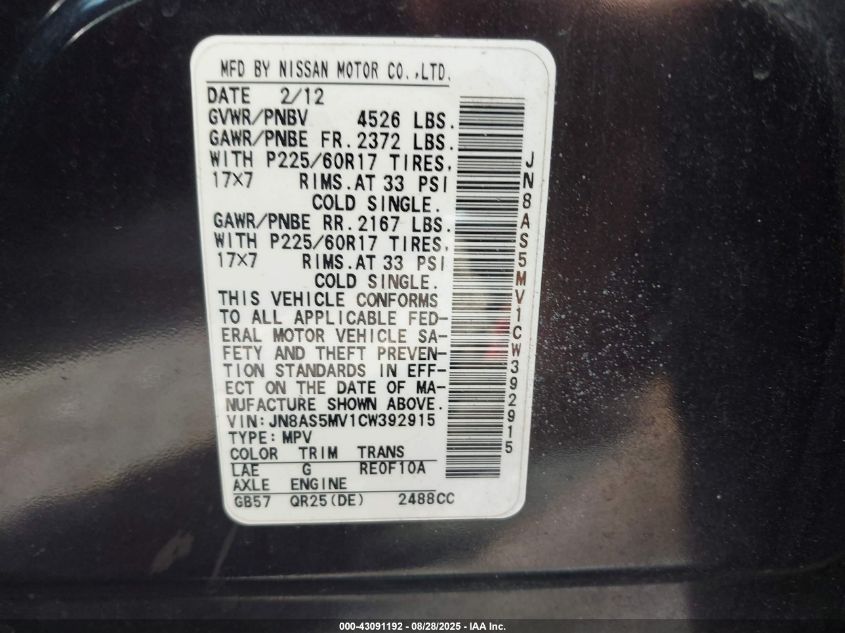 MFD BY NISSAN MOTOR CO.,LTD.
DATE 2/12
GVWR/PNBV 4526 LBS.
GAWR/PNBE FR. 2372 LBS.
WITH P225/60R17 TIRES,
17×7 RIMS.AT 33 PSI
COLD SINGLE.
GAWR/PNBE RR. 2167 LBS.
WITH P225/60R17 TIRES,
17×7 RIMS.AT 33 PSI
COLD SINGLE.
THIS VEHICLE CONFORMS
TO ALL APPLICABLE FED-
ERAL MOTOR VEHICLE SA-
FETY AND THEFT PREVEN-
TION STANDARDS IN EFF-
ECT ON THE DATE OF MA-
NUFACTURE SHOWN ABOVE.
VIN:JN8AS5MV1CW392915
TYPE:MPV
COLOR TRIM TRANS
LAE G RE0F10A
AXLE ENGINE
GB57 QR25(DE) 2488CC
JN8AS5MV1CW392915
000-43091192 - 08/28/2025 - IAA Inc.